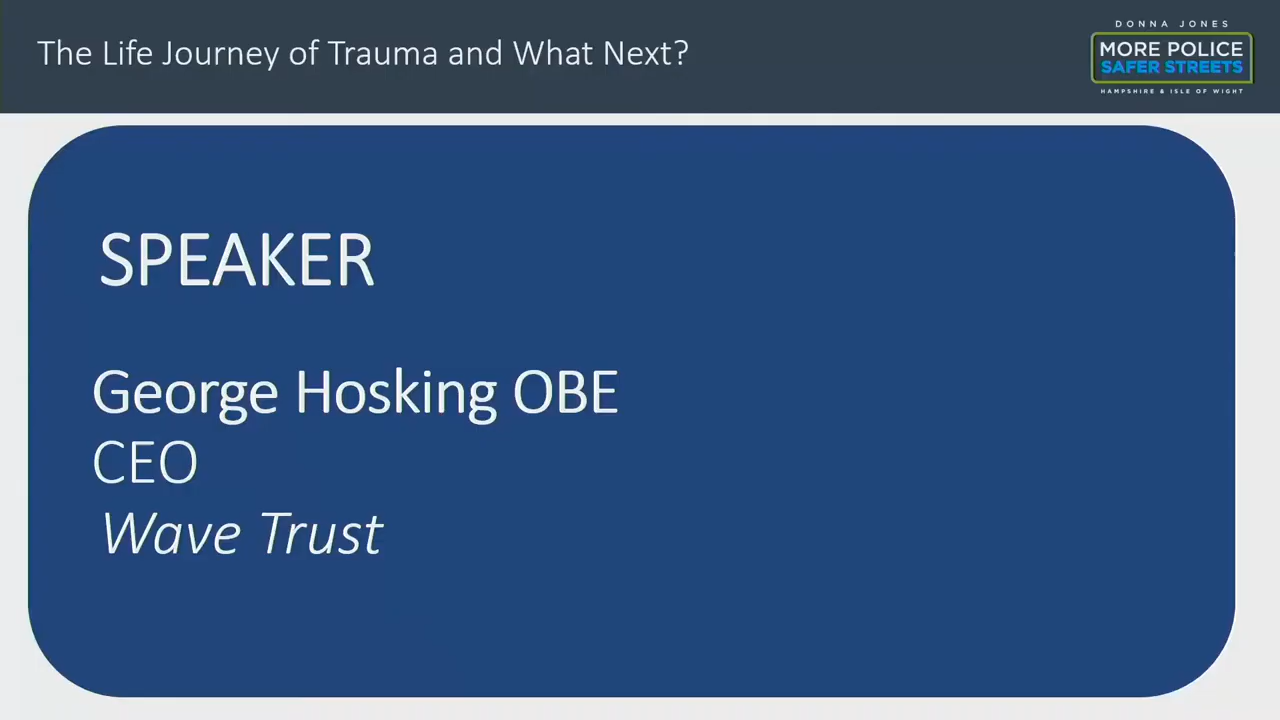 The Life Journey of Trauma and What Next?
DONNA JONES
MORE POLICE
SAFER STREETS
HAMPSHIRE & ISLE OF WIGHT
SPEAKER
George Hosking OBE
CEO
Wave Trust